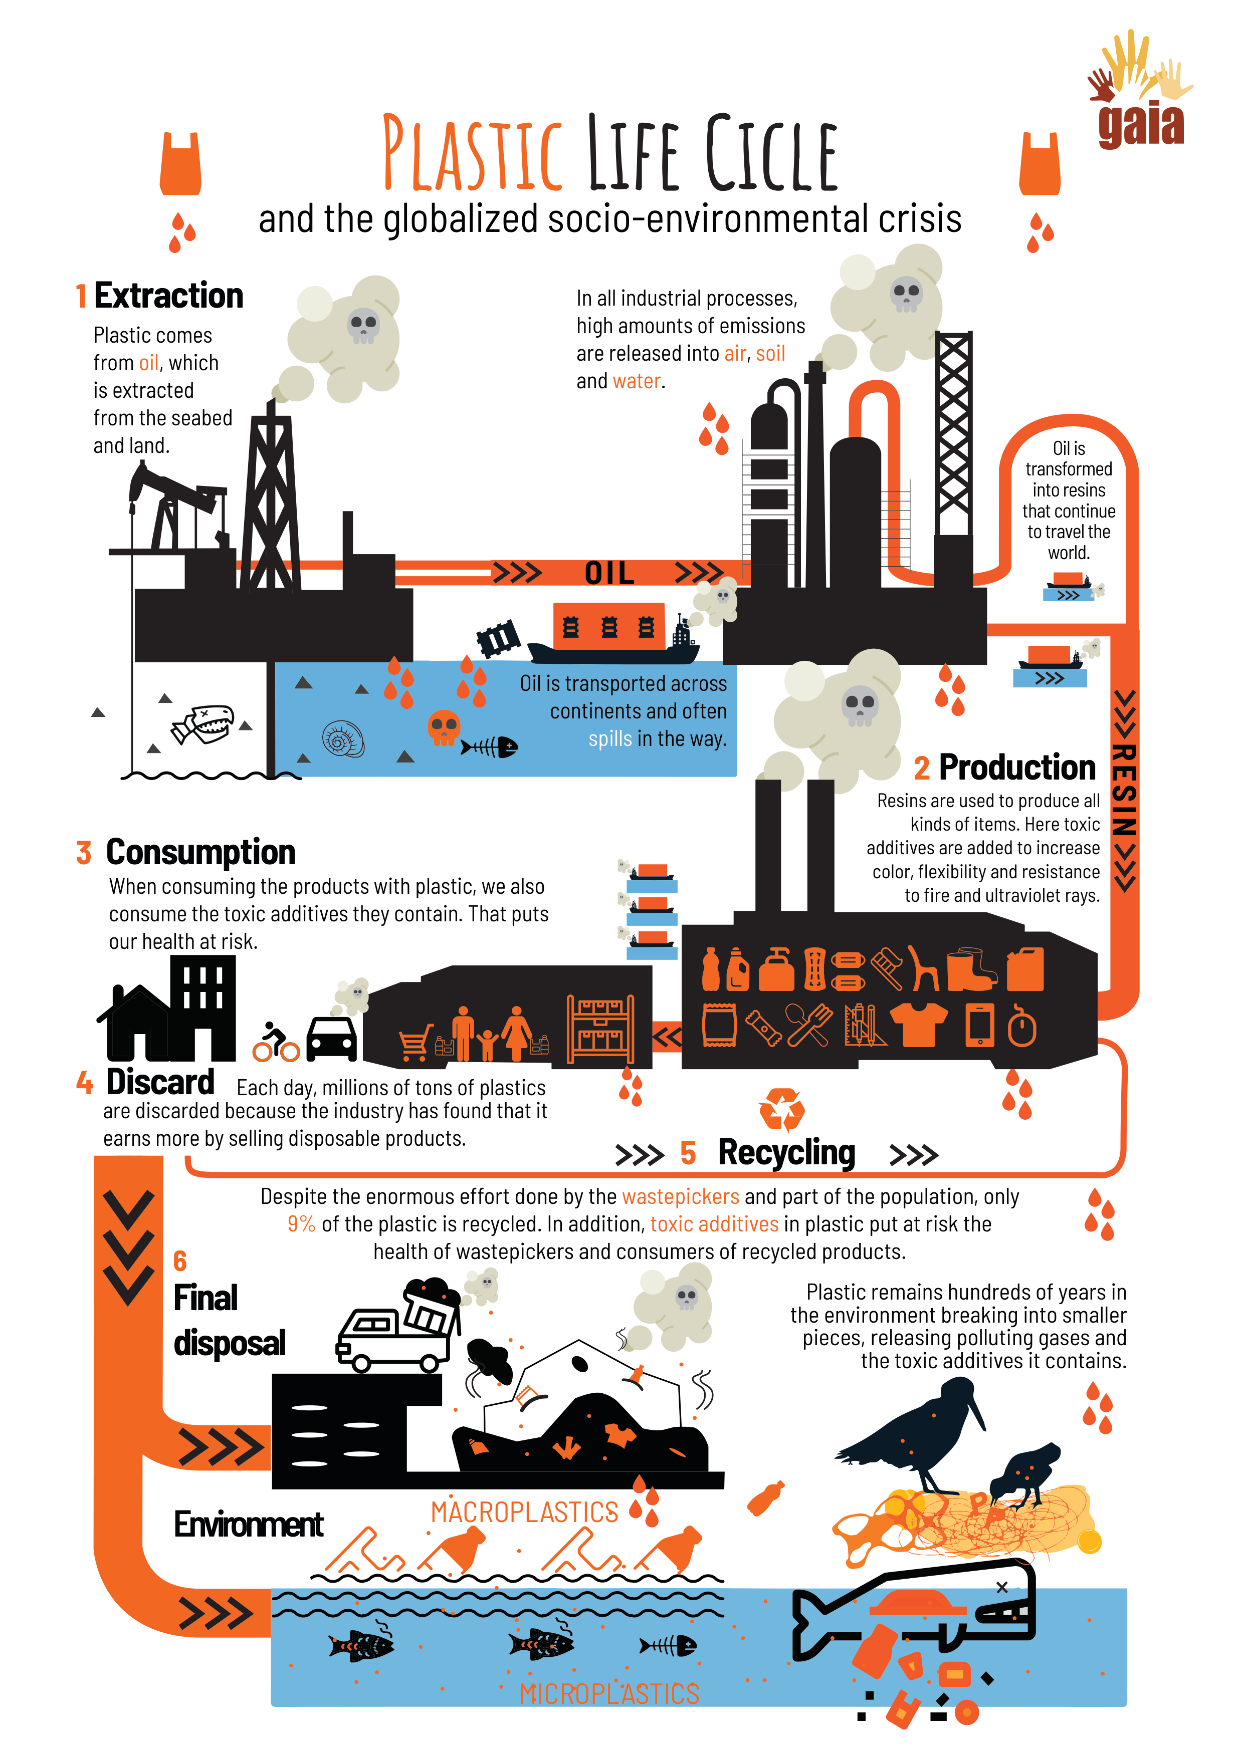 gaia
PLASTIC LIFE CICLE
and the globalized socio-environmental crisis
1 Extraction
Plastic comes
from oil, which
is extracted
from the seabed
and land.
In all industrial processes,
high amounts of emissions
are released into air, soil
and water.
Oil is
transformed
into resins
that continue
to travel the
world.
>>>
>>> OIL >>>
>>>
Oil is transported across
continents and often
spills in the way.
>>> RESIN >>>
2 Production
Resins are used to produce all
kinds of items. Here toxic
additives are added to increase
color, flexibility and resistance
to fire and ultraviolet rays.
3 Consumption
When consuming the products with plastic, we also
consume the toxic additives they contain. That puts
our health at risk.
4 Discard Each day, millions of tons of plastics
are discarded because the industry has found that it
earns more by selling disposable products.
>>> 5 Recycling >>>
Despite the enormous effort done by the wastepickers and part of the population, only
9% of the plastic is recycled. In addition, toxic additives in plastic put at risk the
health of wastepickers and consumers of recycled products.
6
Final
disposal
Plastic remains hundreds of years in
the environment breaking into smaller
pieces, releasing polluting gases and
the toxic additives it contains.
MACROPLASTICS
Environment
MICROPLASTICS